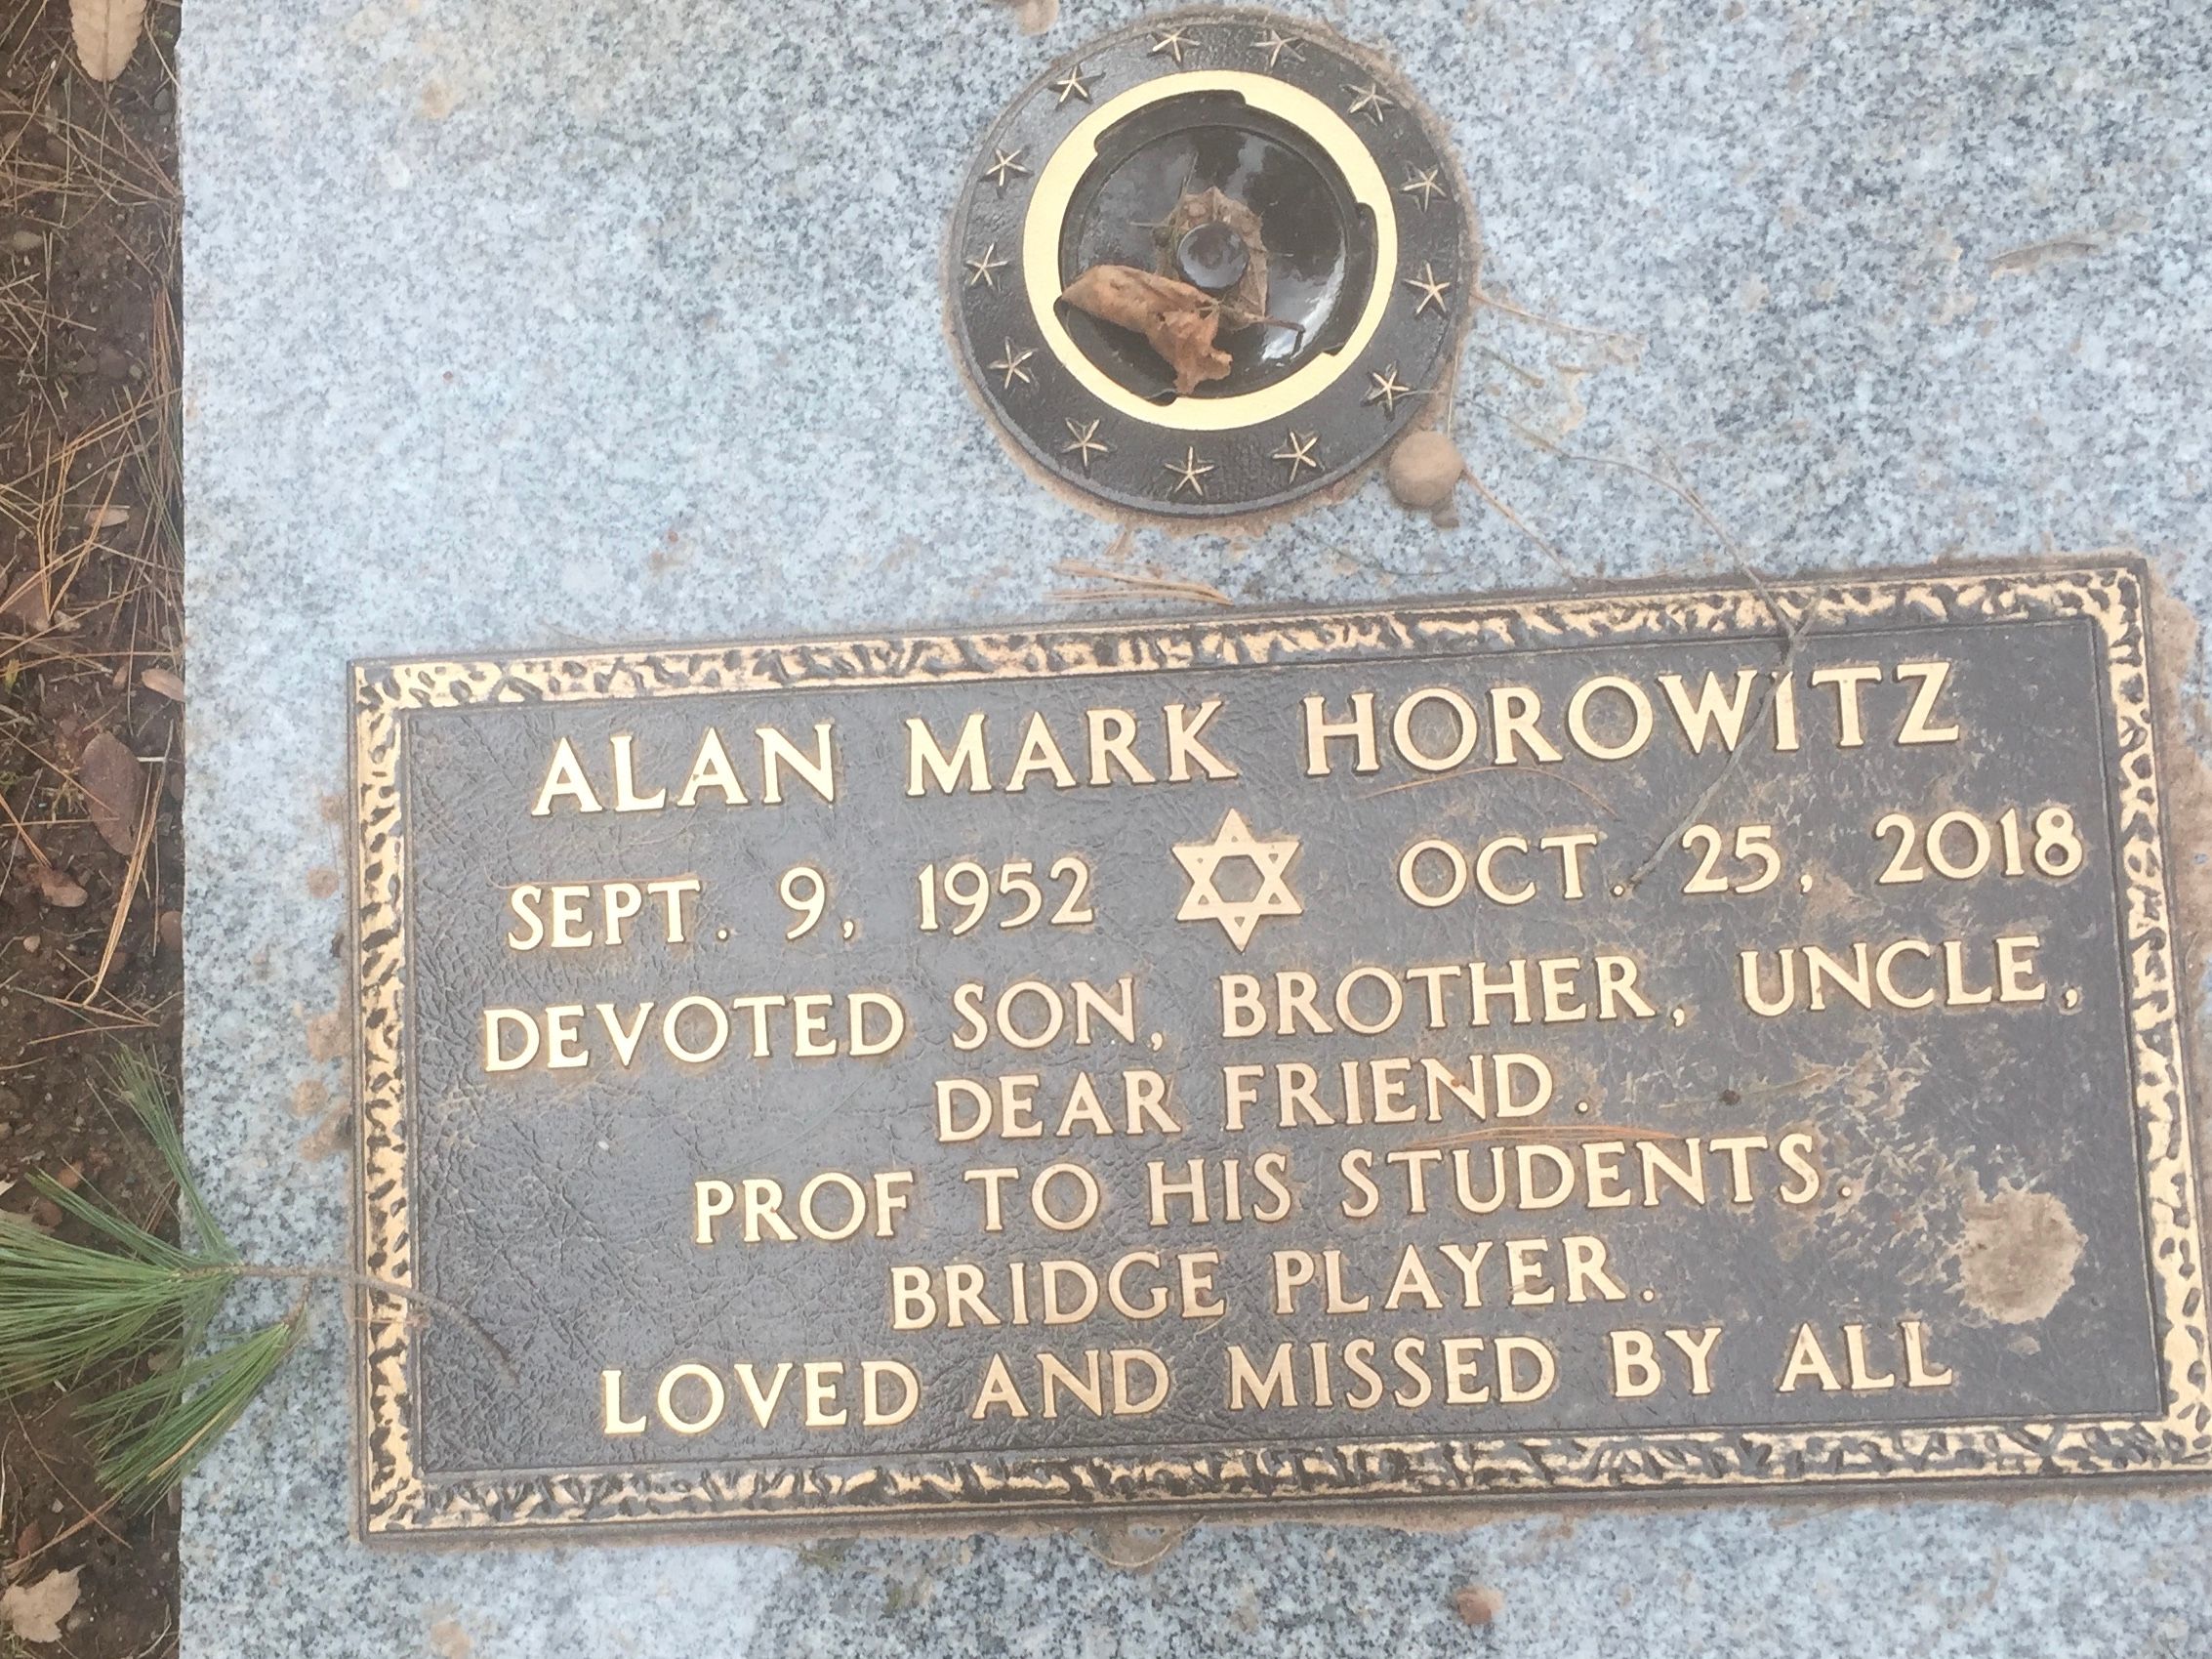 ALAN MARK HOROWITZ
SEPT. 9, 1952 OCT. 25, 2018
DEVOTED SON, BROTHER, UNCLE,
DEAR FRIEND.
PROF TO HIS STUDENTS.
BRIDGE PLAYER.
LOVED AND MISSED BY ALL